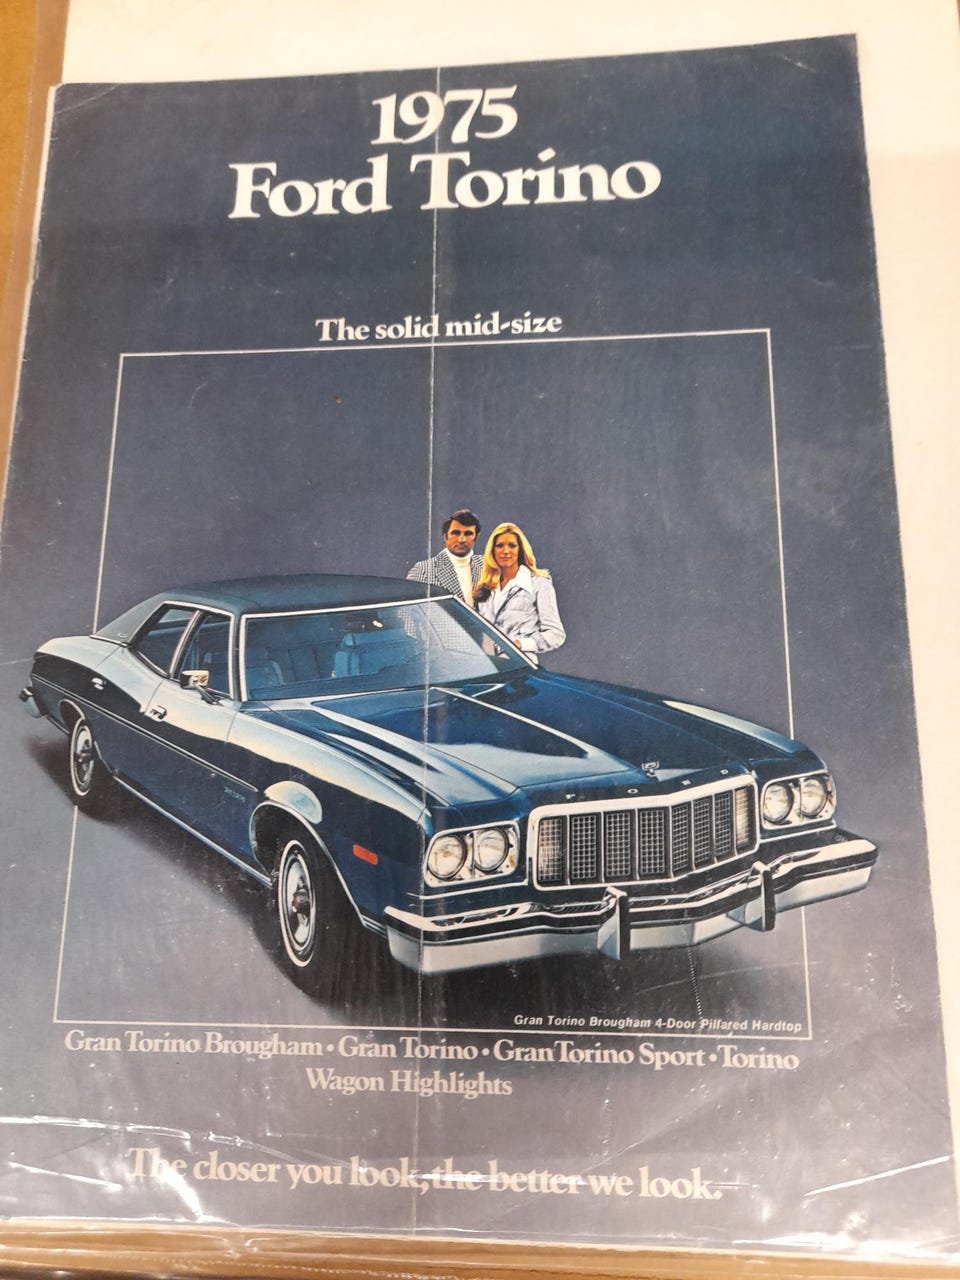 1975
Ford Torino
The solid mid-size
FORD
Gran Torino Brougham 4-Door Pillared Hardtop
Gran Torino Brougham • Gran Torino • Gran Torino Sport • Torino
Wagon Highlights
The closer you look, the better we look.